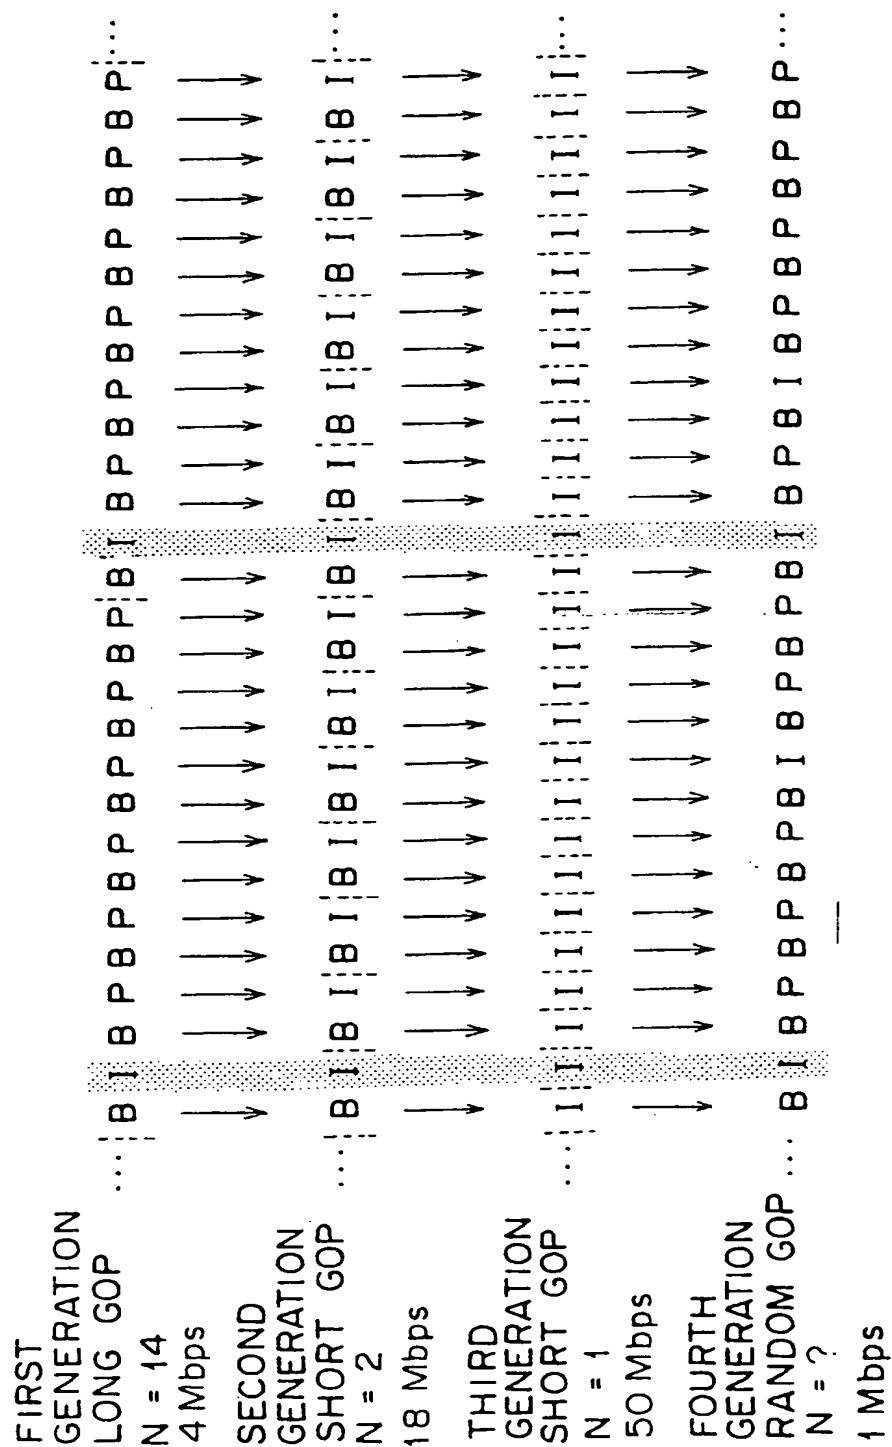 FIRST
GENERATION
LONG GOP .... B I B P B P B P B P B P B P B I B P B P B P B P B P B P ....
N = 14
4 Mbps
SECOND
GENERATION
SHORT GOP .... B I B I B I B I B I B I B I B I B I B I B I B I B I B I ....
N = 2
18 Mbps
THIRD
GENERATION
SHORT GOP .... I I I I I I I I I I I I I I I I I I I I I I I I I I I I ....
N = 1
50 Mbps
FOURTH
GENERATION
RANDOM GOP .... B I B P B P B P B I B P B P B I B P B I B P B P B P B P ....
N = ?
1 Mbps